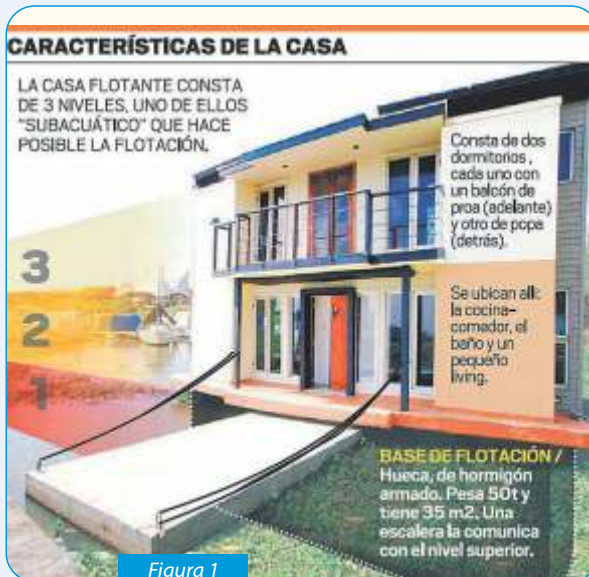 CARACTERÍSTICAS DE LA CASA
LA CASA FLOTANTE CONSTA
DE 3 NIVELES, UNO DE ELLOS
"SUBACUÁTICO" QUE HACE
POSIBLE LA FLOTACIÓN.
Consta de dos
dormitorios,
cada uno con
un balcón de
proa (adelante)
y otro de popa
(detrás).
3
Se ubican allí:
la cocina-
comedor, el
baño y un
pequeño
living.
2
1
BASE DE FLOTACIÓN /
Hueca, de hormigón
armado. Pesa 50t y
tiene 35 m2. Una
escalera la comunica
con el nivel superior.
Figura 1